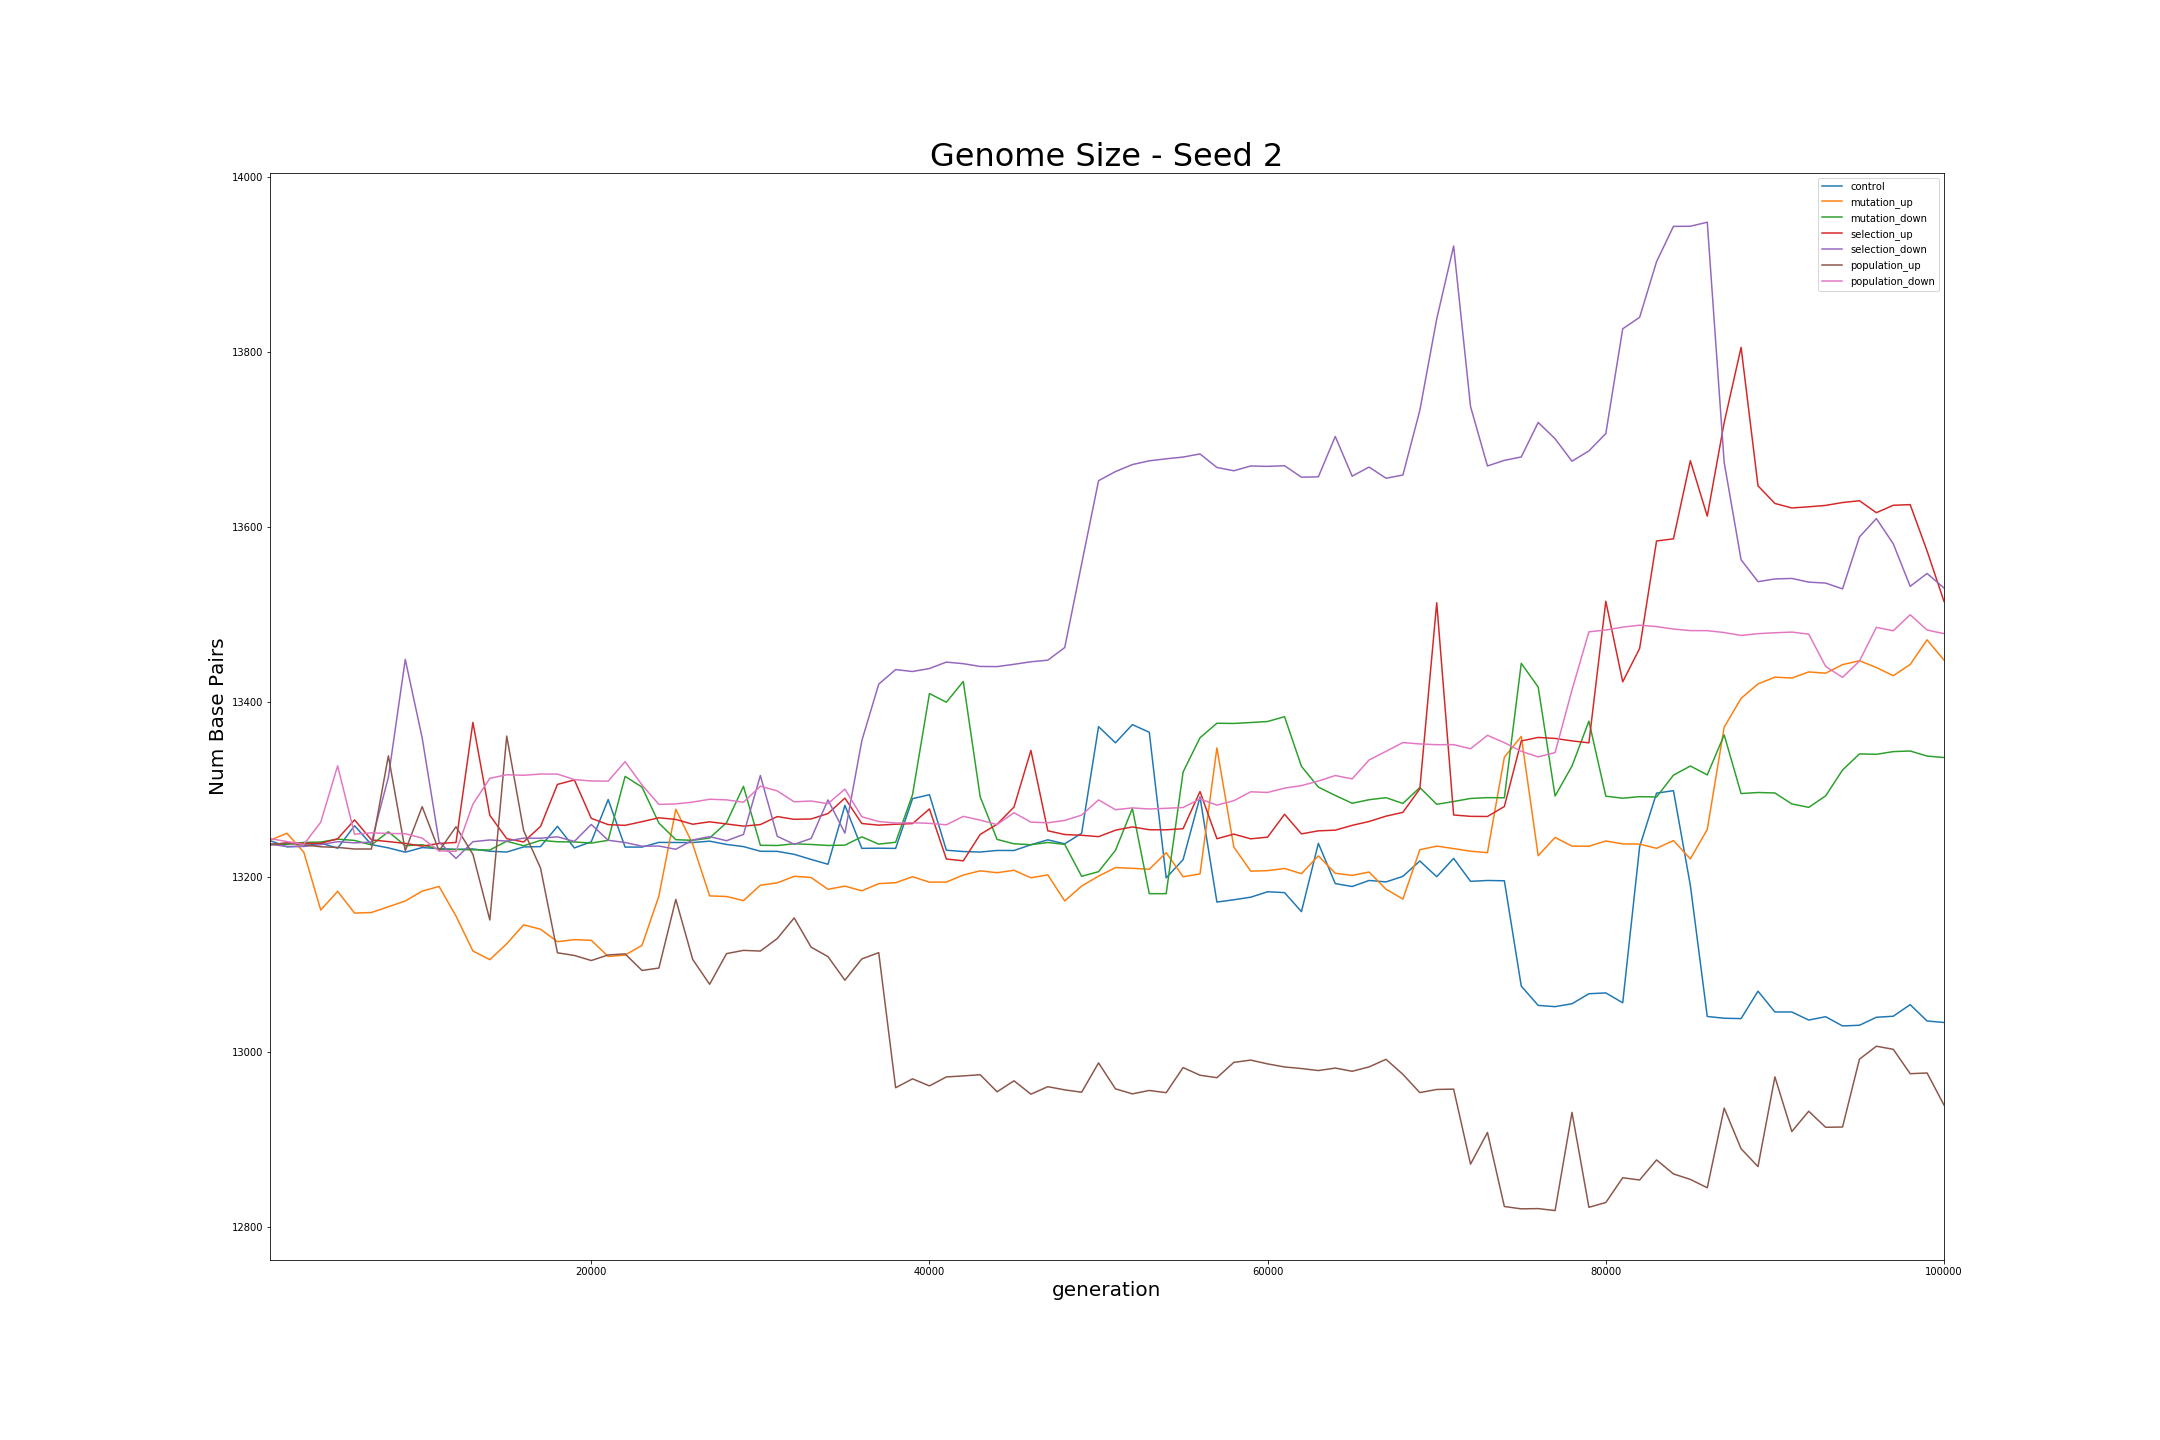 Genome Size - Seed 2
14000
13800
13600
13400
13200
13000
12800
Num Base Pairs
control
mutation_up
mutation_down
selection_up
selection_down
population_up
population_down
20000
40000
60000
80000
100000
generation